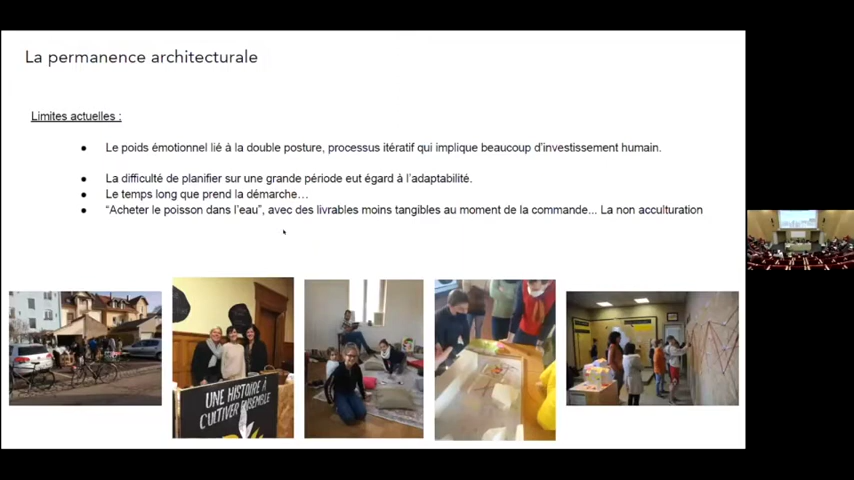 La permanence architecturale
Limites actuelles :
● Le poids émotionnel lié à la double posture, processus itératif qui implique beaucoup d'investissement humain.
● La difficulté de planifier sur une grande période eut égard à l'adaptabilité.
● Le temps long que prend la démarche…
● “Acheter le poisson dans l'eau”, avec des livrables moins tangibles au moment de la commande... La non acculturation
UNE HISTOIRE À
CULTIVER ENSEMBLE